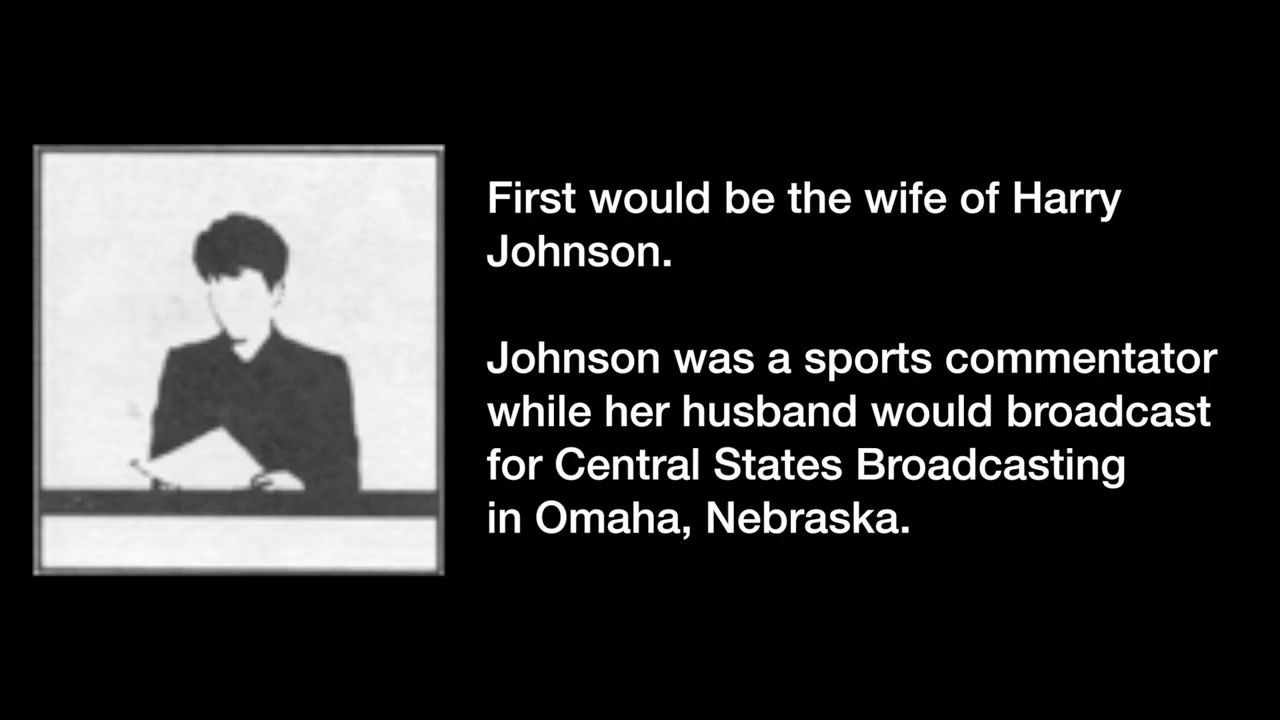 First would be the wife of Harry
Johnson.
Johnson was a sports commentator
while her husband would broadcast
for Central States Broadcasting
in Omaha, Nebraska.